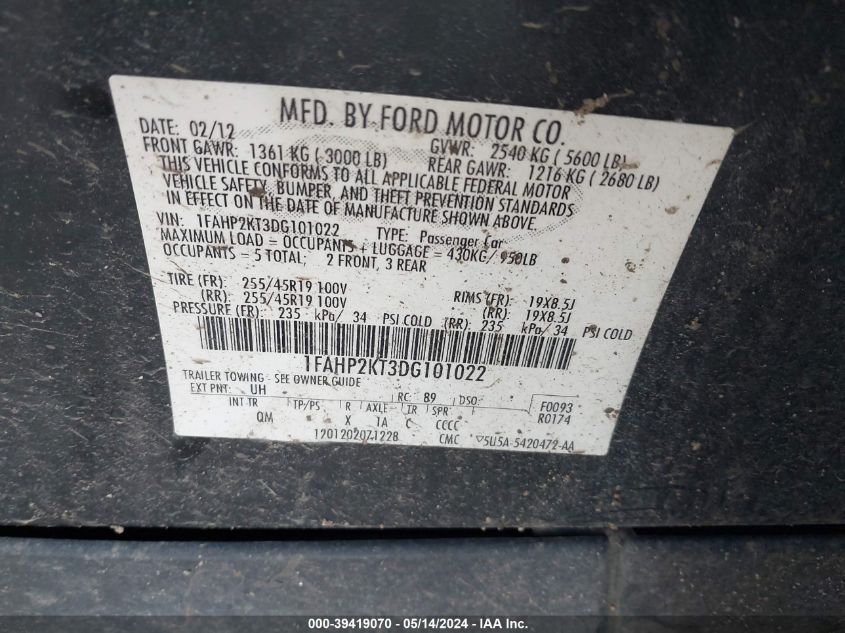 MFD. BY FORD MOTOR CO.
DATE: 02/12 GVWR: 2540 KG ( 5600 LB)
FRONT GAWR: 1361 KG ( 3000 LB) REAR GAWR: 1216 KG ( 2680 LB)
THIS VEHICLE CONFORMS TO ALL APPLICABLE FEDERAL MOTOR
VEHICLE SAFETY, BUMPER, AND THEFT PREVENTION STANDARDS
IN EFFECT ON THE DATE OF MANUFACTURE SHOWN ABOVE
VIN: 1FAHP2KT3DG101022 TYPE: Passenger Car
MAXIMUM LOAD = OCCUPANTS + LUGGAGE = 430KG/ 950LB
OCCUPANTS = 5 TOTAL; 2 FRONT, 3 REAR
TIRE (FR): 255/45R19 100V RIMS (FR): 19X8.5J
(RR): 255/45R19 100V (RR): 19X8.5J
PRESSURE (FR): 235 kPa/ 34 PSI COLD (RR): 235 kPa/ 34 PSI COLD
1FAHP2KT3DG101022
TRAILER TOWING - SEE OWNER GUIDE
EXT PNT: UH RC: 89 DSO: F0093
INT TR TP/PS R AXLE TR SPR R0174
QM X 1A C CCCC
12012020712​28 CMC ▽5U5A-5420472-AA
000-39419070 - 05/14/2024 - IAA Inc.